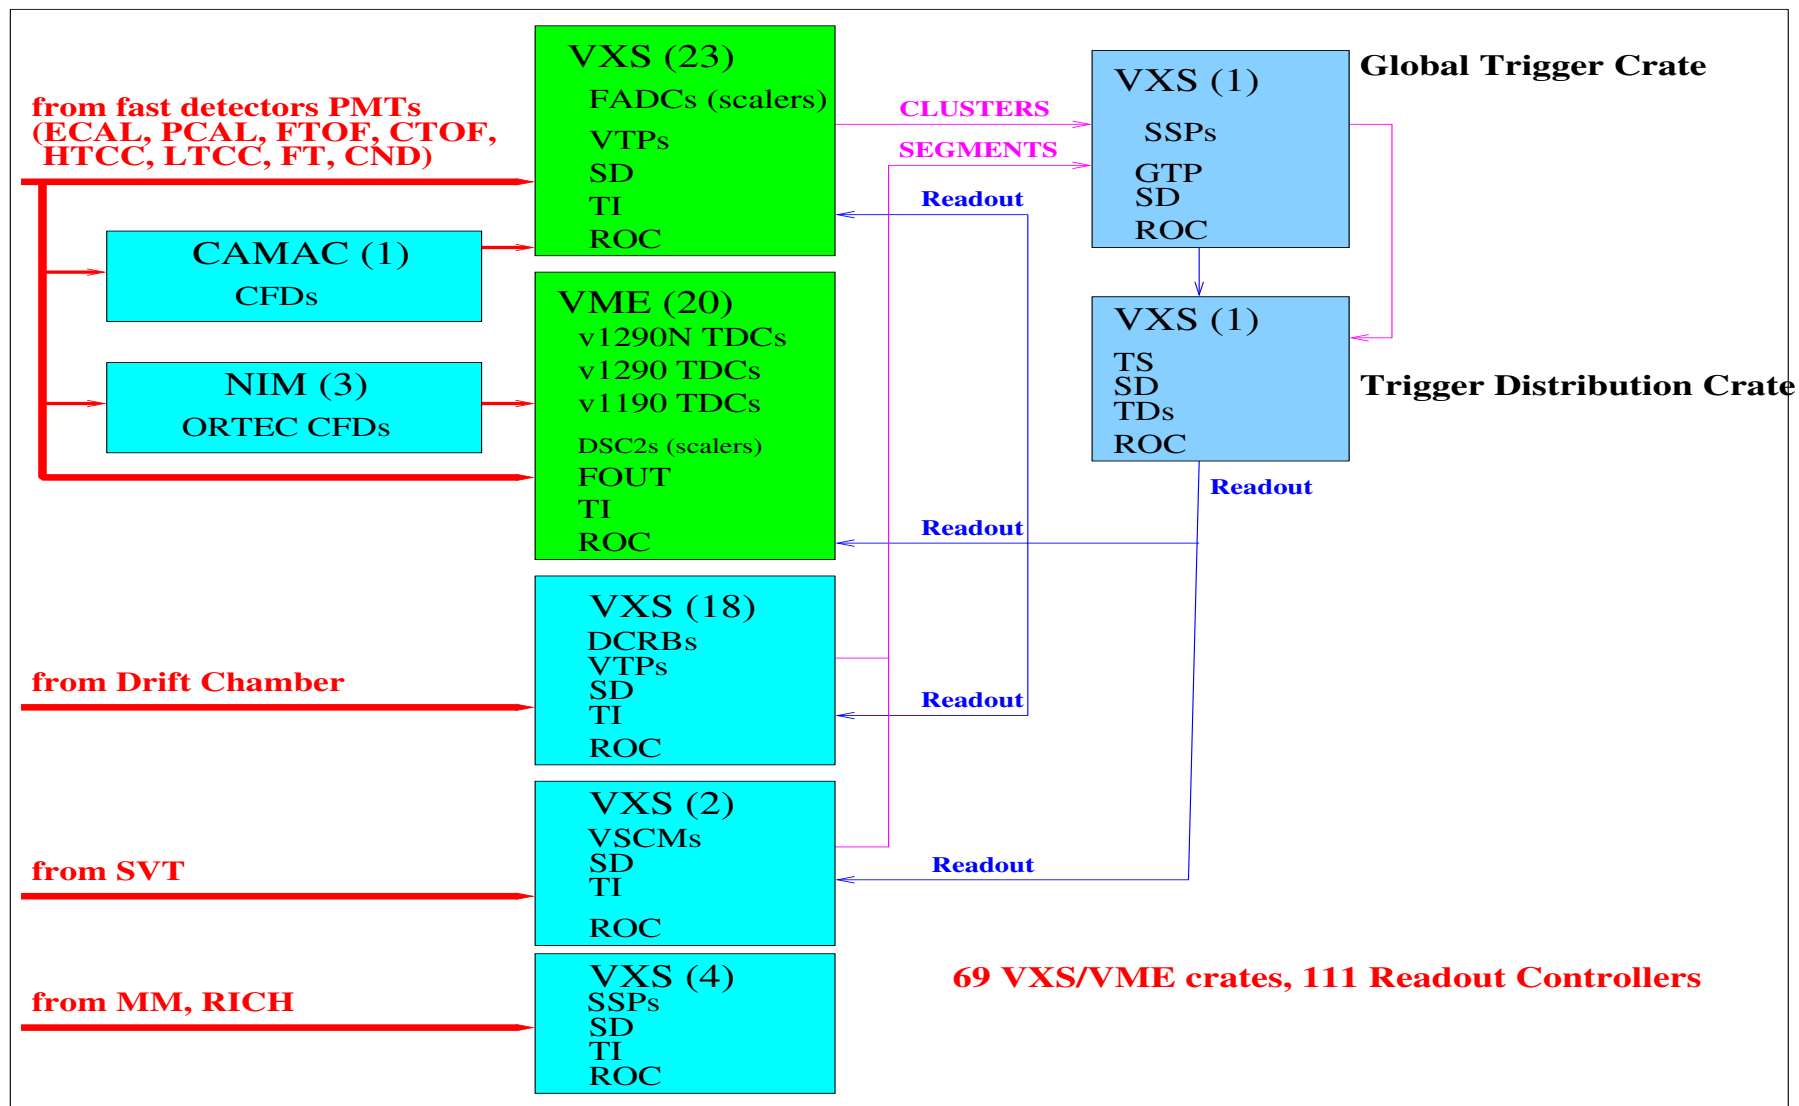 from fast detectors PMTs
(ECAL, PCAL, FTOF, CTOF,
HTCC, LTCC, FT, CND)
CAMAC (1)
CFDs
NIM (3)
ORTEC CFDs
from Drift Chamber
from SVT
from MM, RICH
VXS (23)
FADCs (scalers)
VTPs
SD
TI
ROC
VME (20)
v1290N TDCs
v1290 TDCs
v1190 TDCs
DSC2s (scalers)
FOUT
TI
ROC
VXS (18)
DCRBs
VTPs
SD
TI
ROC
VXS (2)
VSCMs
SD
TI
ROC
VXS (4)
SSPs
SD
TI
ROC
CLUSTERS
SEGMENTS
Readout
Readout
Readout
Readout
VXS (1)
SSPs
GTP
SD
ROC
Global Trigger Crate
VXS (1)
TS
SD
TDs
ROC
Trigger Distribution Crate
Readout
69 VXS/VME crates, 111 Readout Controllers